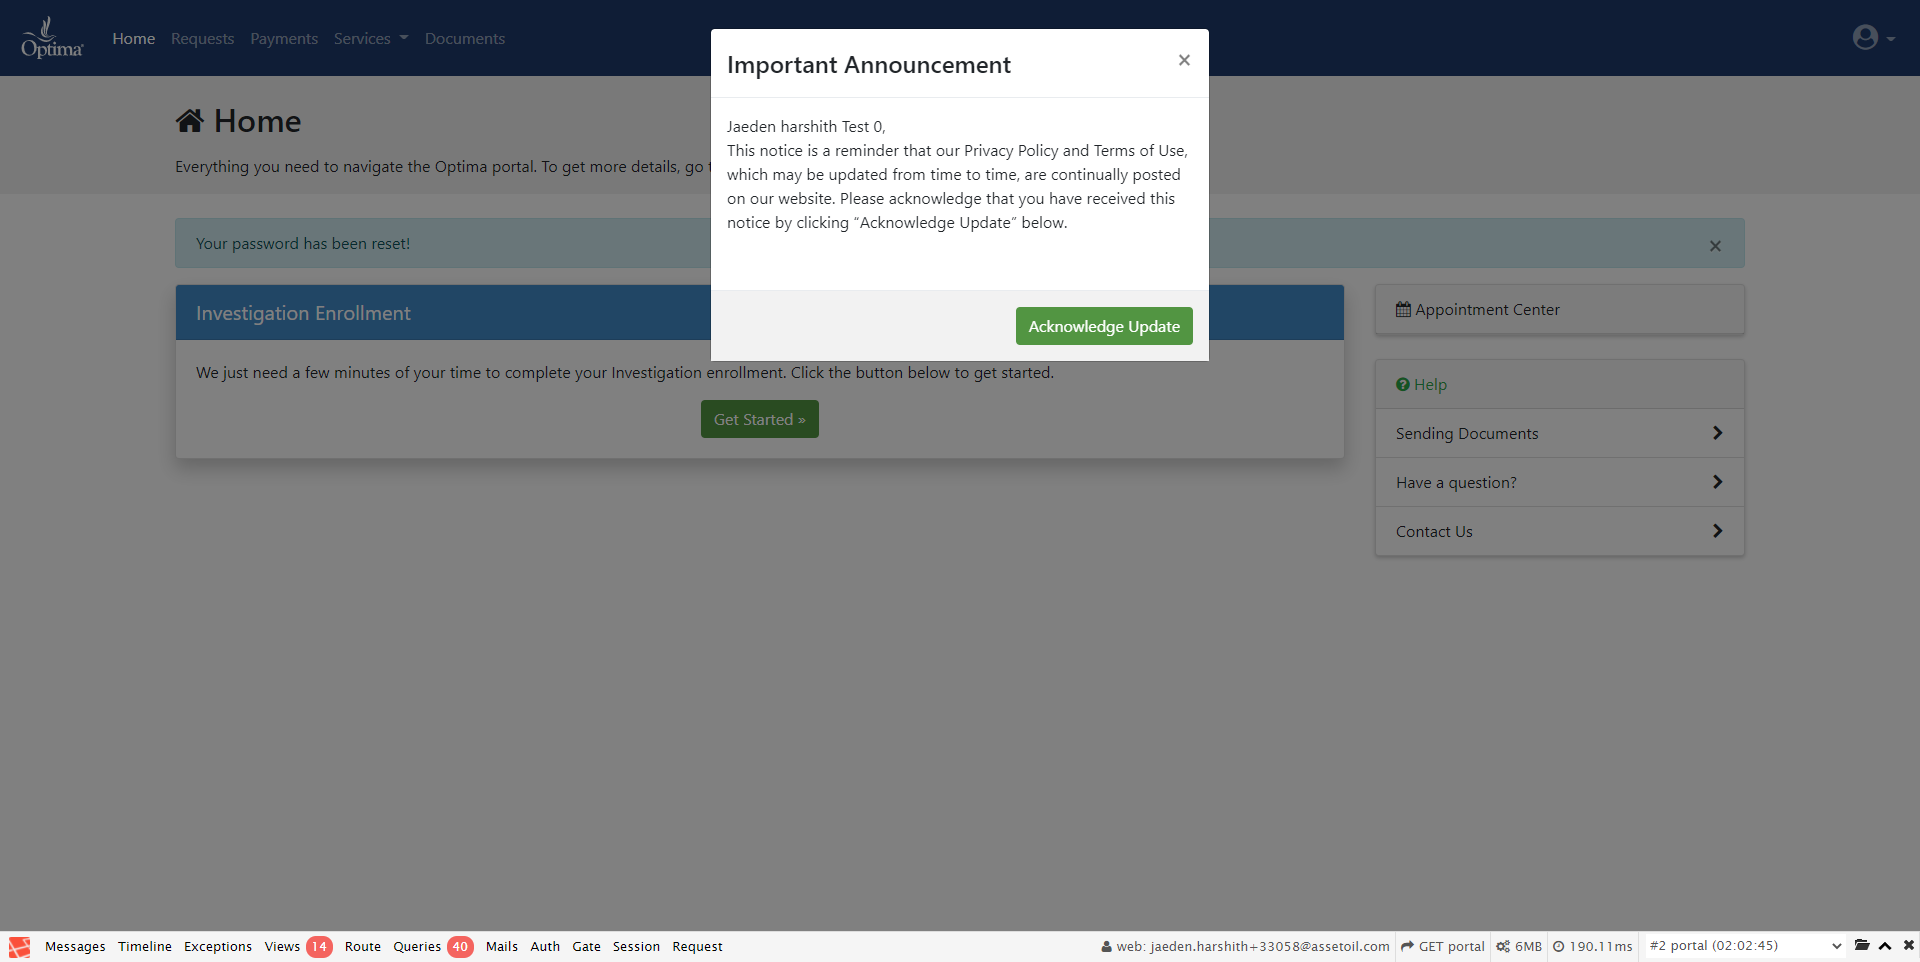 Optima
Home Requests Payments Services Documents
Important Announcement
×
Jaeden harshith Test 0,
This notice is a reminder that our Privacy Policy and Terms of Use,
which may be updated from time to time, are continually posted
on our website. Please acknowledge that you have received this
notice by clicking “Acknowledge Update” below.
Acknowledge Update
Home
Everything you need to navigate the Optima portal. To get more details, go
Your password has been reset!
×
Investigation Enrollment
We just need a few minutes of your time to complete your Investigation enrollment. Click the button below to get started.
Get Started »
Appointment Center
Help
Sending Documents
Have a question?
Contact Us
Messages Timeline Exceptions Views 14 Route Queries 40 Mails Auth Gate Session Request web: jaeden.harshith+33058@assetoil.com GET portal 6MB 190.11ms #2 portal (02:02:45)